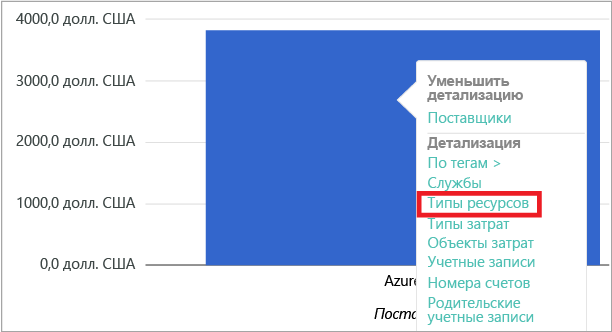 4000,0 долл. США
3000,0 долл. США
2000,0 долл. США
1000,0 долл. США
0,0 долл. США
Уменьшить
детализацию
Поставщики
Детализация
По тегам >
Службы
Типы ресурсов
Типы затрат
Объекты затрат
Учетные записи
Номера счетов
Родительские
учетные записи
Azure